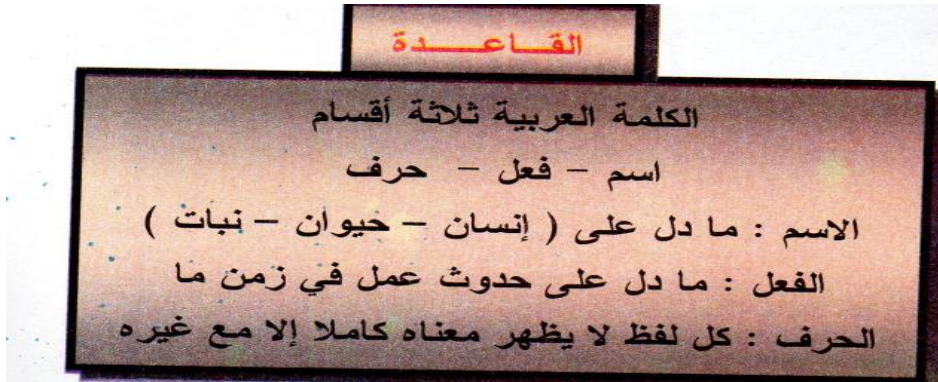 القاعدة
الكلمة العربية ثلاثة أقسام
اسم – فعل – حرف
الاسم : ما دل على ( إنسان – حيوان – نبات )
الفعل : ما دل على حدوث عمل في زمن ما
الحرف : كل لفظ لا يظهر معناه كاملا إلا مع غيره